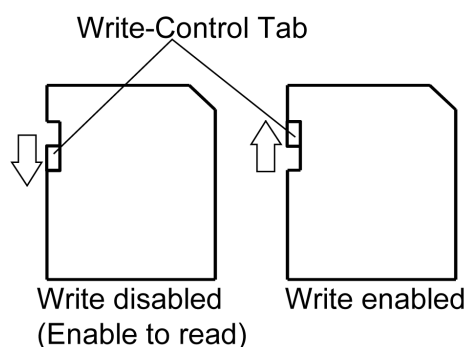 Write-Control Tab
Write disabled
(Enable to read)
Write enabled